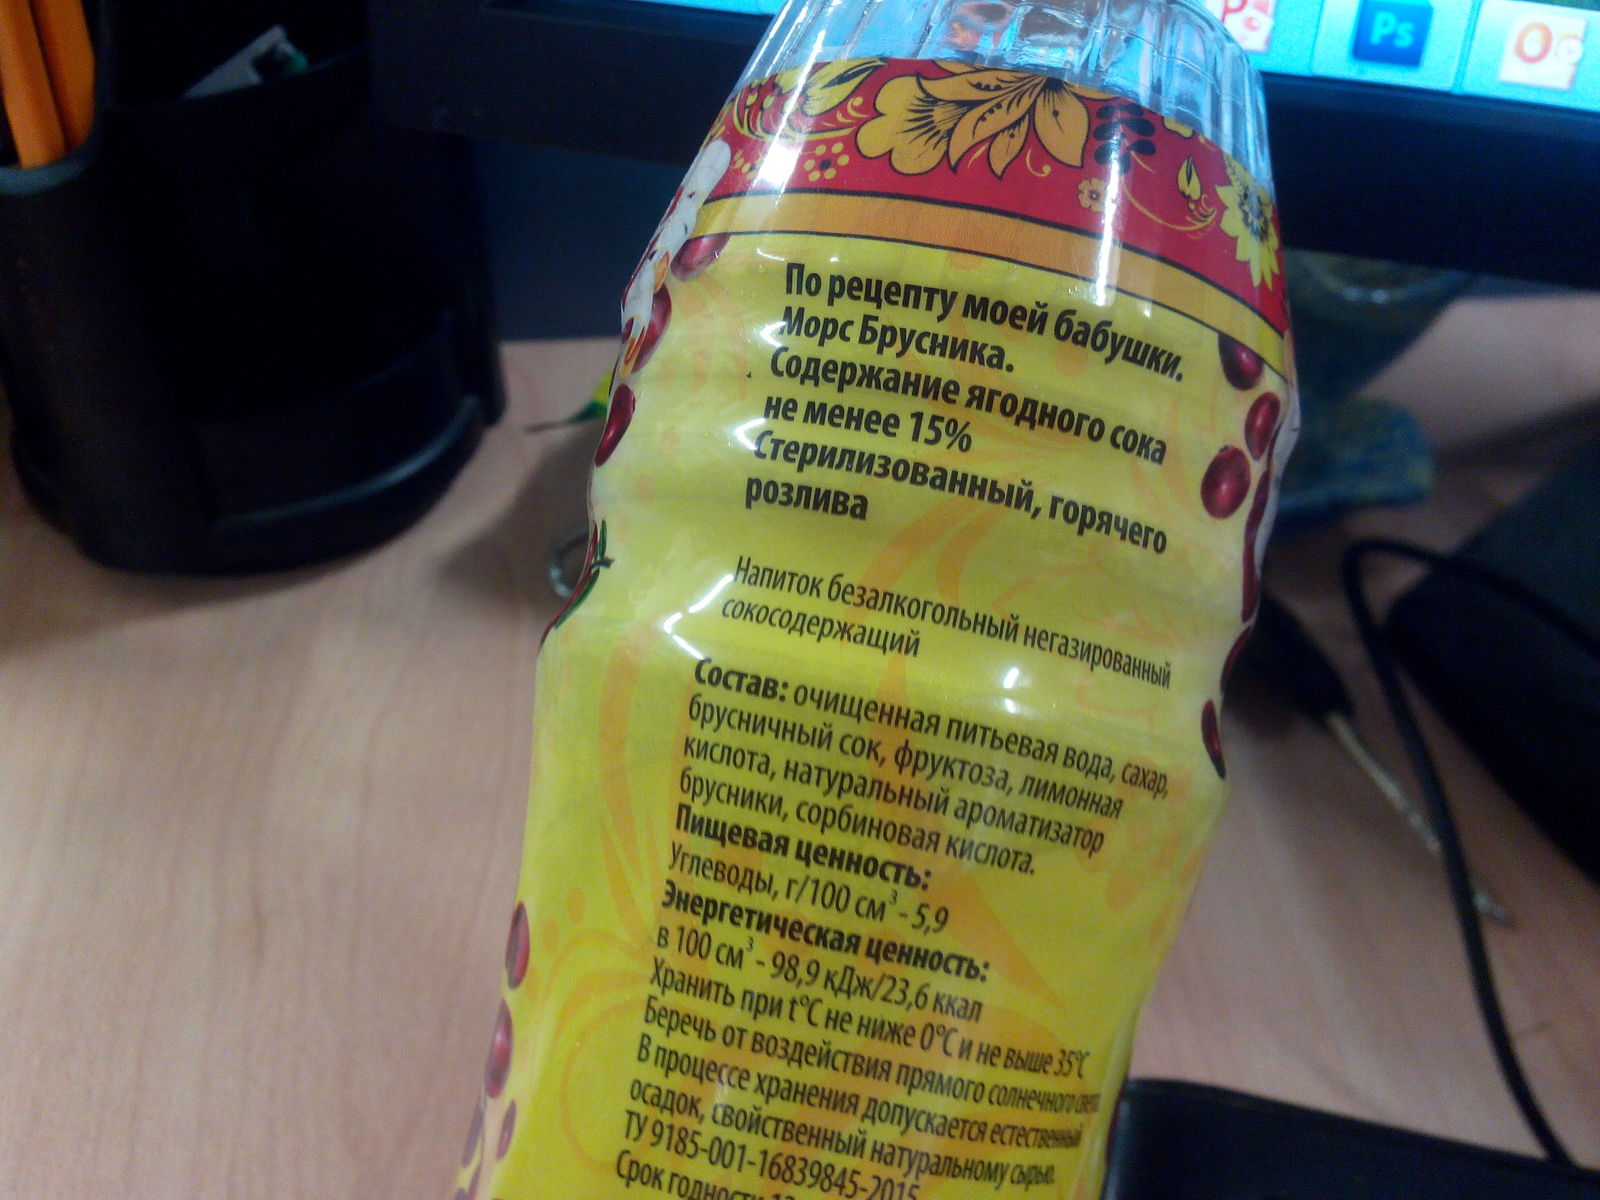 Ps
По рецепту моей бабушки.
Морс Брусника.
Содержание ягодного сока
не менее 15%
Стерилизованный, горячего
розлива
Напиток безалкогольный негазированный
сокосодержащий
Состав: очищенная питьевая вода, сахар,
брусничный сок, фруктоза, лимонная
кислота, натуральный ароматизатор
брусники, сорбиновая кислота.
Пищевая ценность:
Углеводы, г/100 см³ - 5,9
Энергетическая ценность:
в 100 см³ - 98,9 кДж/23,6 ккал
Хранить при t°C не ниже 0°C и не выше 35°C
Беречь от воздействия прямого солнечного света.
В процессе хранения допускается естественный
осадок, свойственный натуральному сырью.
ТУ 9185-001-16839845-2015
Срок годности